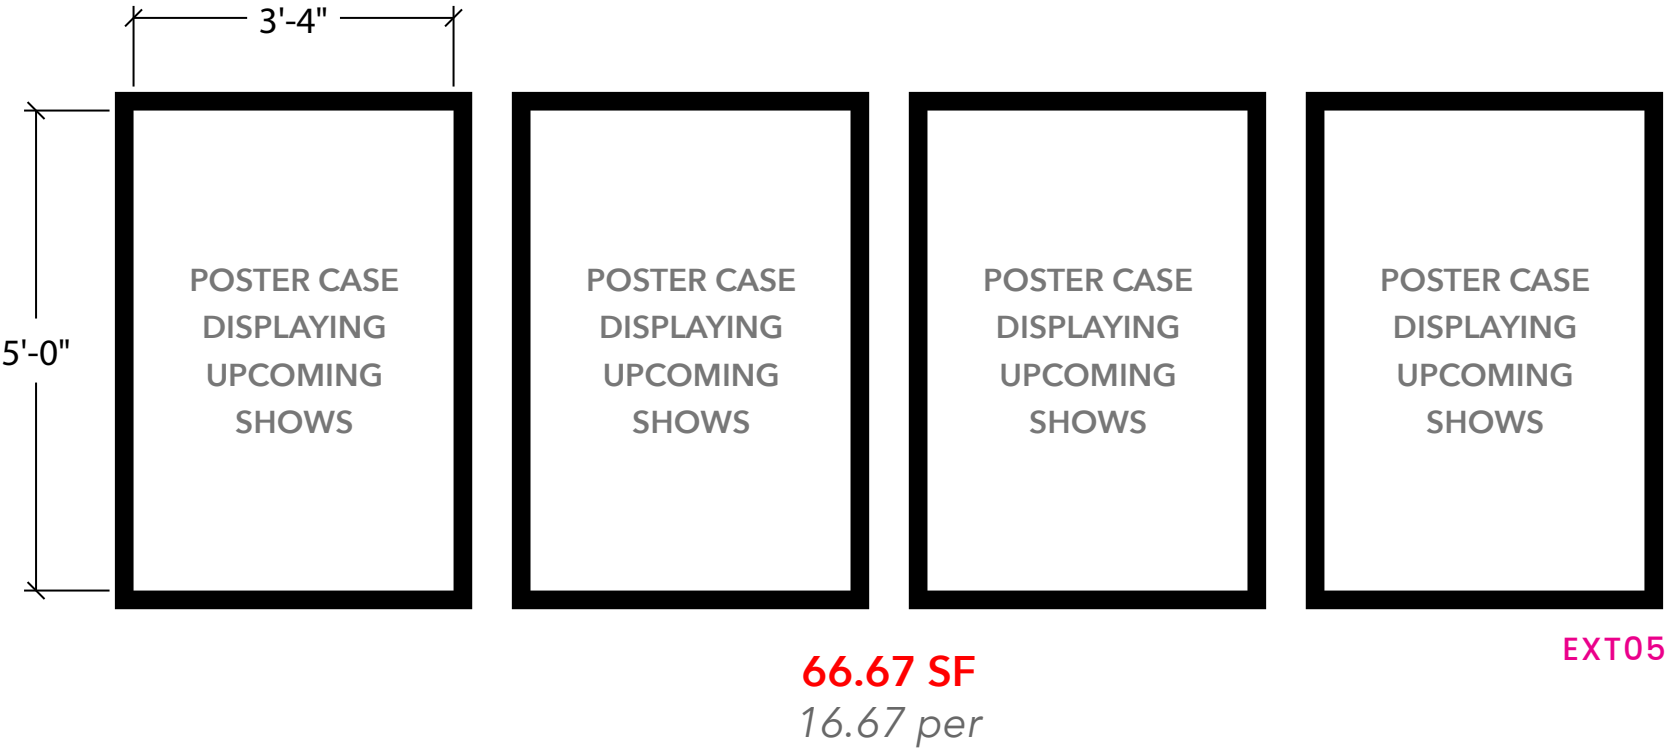 3'-4"
5'-0"
POSTER CASE
DISPLAYING
UPCOMING
SHOWS
POSTER CASE
DISPLAYING
UPCOMING
SHOWS
POSTER CASE
DISPLAYING
UPCOMING
SHOWS
POSTER CASE
DISPLAYING
UPCOMING
SHOWS
EXT05
66.67 SF
16.67 per